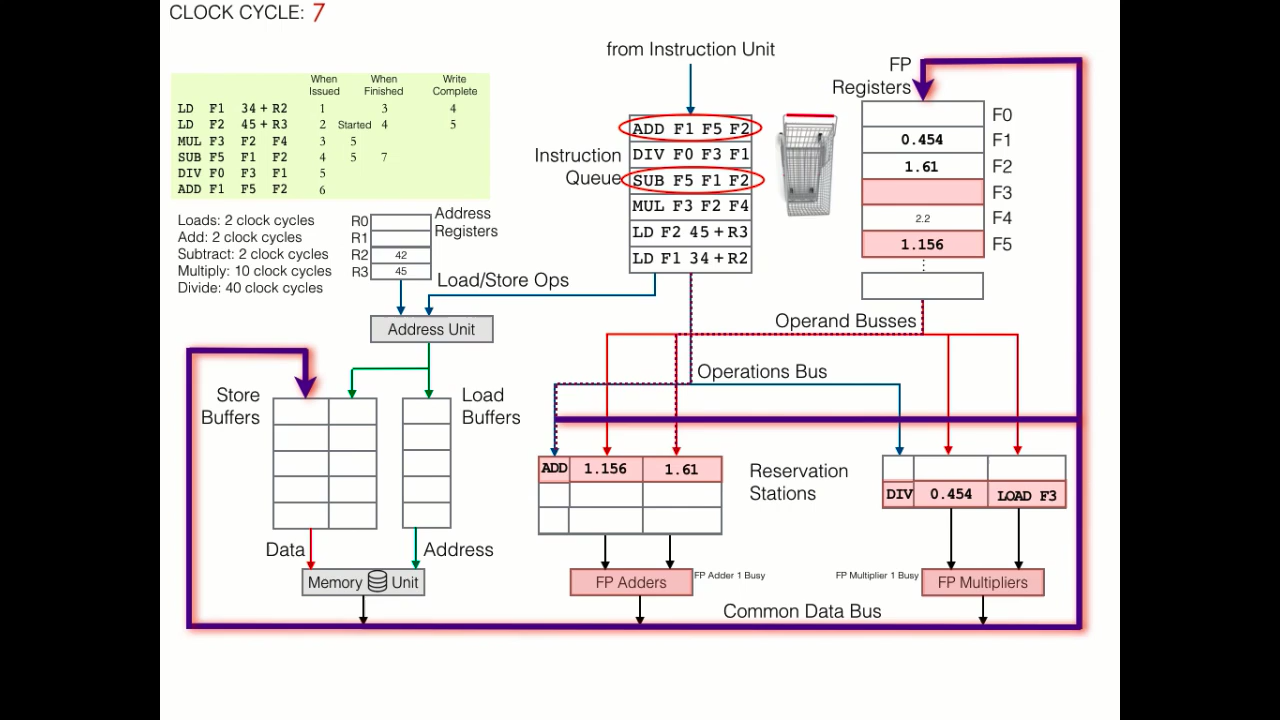 CLOCK CYCLE: 7
from Instruction Unit
When Issued When Finished Write Complete
LD F1 34+R2 1 3 4
LD F2 45+R3 2 Started 4 5
MUL F3 F2 F4 3 5
SUB F5 F1 F2 4 5 7
DIV F0 F3 F1 5
ADD F1 F5 F2 6
Loads: 2 clock cycles
Add: 2 clock cycles
Subtract: 2 clock cycles
Multiply: 10 clock cycles
Divide: 40 clock cycles
R0
R1
R2 42
R3 45
Address Registers
Instruction Queue
ADD F1 F5 F2
DIV F0 F3 F1
SUB F5 F1 F2
MUL F3 F2 F4
LD F2 45+R3
LD F1 34+R2
FP Registers
F0
0.454 F1
1.61 F2
F3
2.2 F4
1.156 F5
Load/Store Ops
Address Unit
Operand Busses
Operations Bus
Store Buffers
Load Buffers
ADD 1.156 1.61
Reservation Stations
DIV 0.454 LOAD F3
Data
Address
Memory Unit
FP Adders
FP Adder 1 Busy
FP Multiplier 1 Busy
FP Multipliers
Common Data Bus